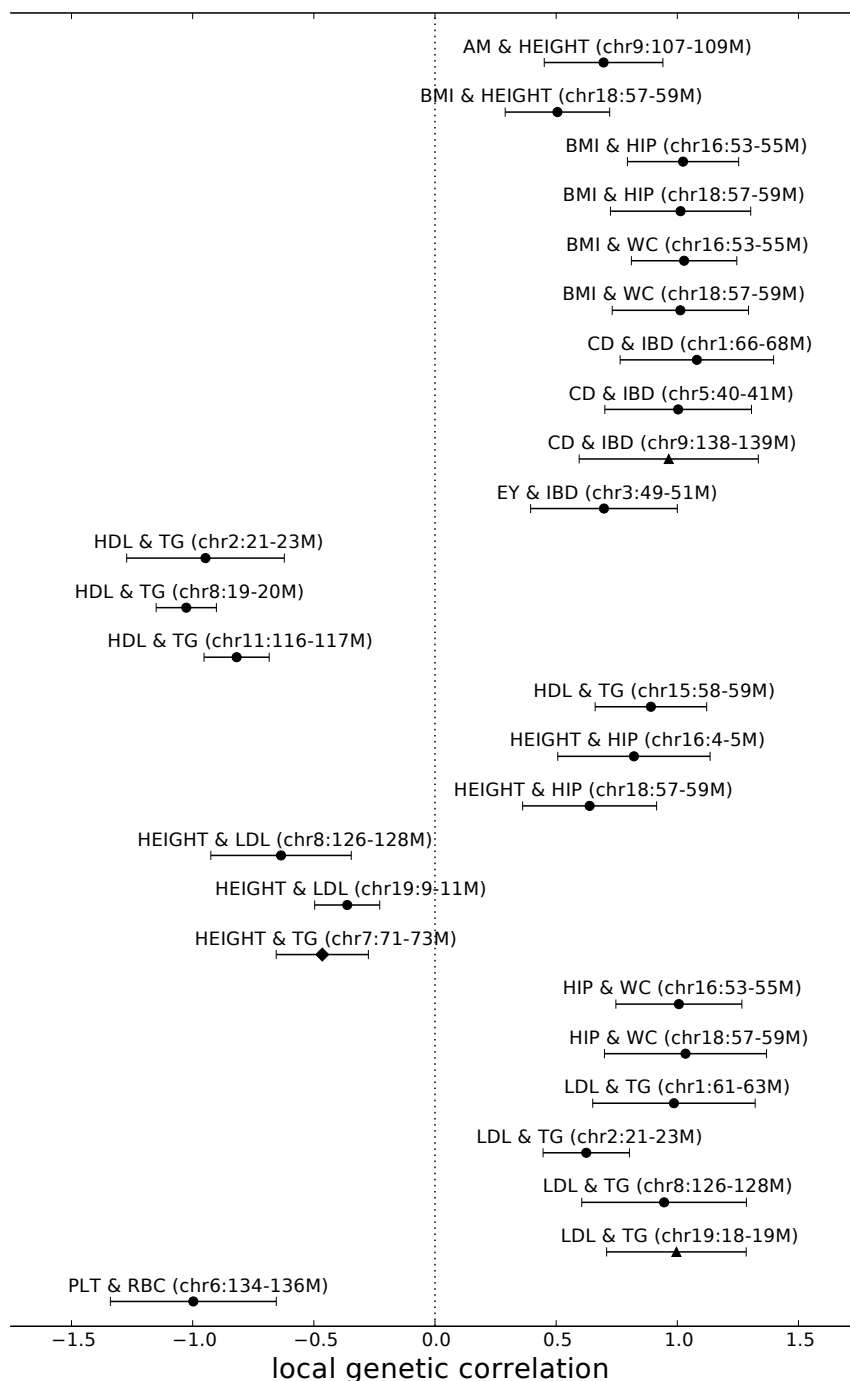 AM & HEIGHT (chr9:107-109M)
BMI & HEIGHT (chr18:57-59M)
BMI & HIP (chr16:53-55M)
BMI & HIP (chr18:57-59M)
BMI & WC (chr16:53-55M)
BMI & WC (chr18:57-59M)
CD & IBD (chr1:66-68M)
CD & IBD (chr5:40-41M)
CD & IBD (chr9:138-139M)
EY & IBD (chr3:49-51M)
HDL & TG (chr2:21-23M)
HDL & TG (chr8:19-20M)
HDL & TG (chr11:116-117M)
HDL & TG (chr15:58-59M)
HEIGHT & HIP (chr16:4-5M)
HEIGHT & HIP (chr18:57-59M)
HEIGHT & LDL (chr8:126-128M)
HEIGHT & LDL (chr19:9-11M)
HEIGHT & TG (chr7:71-73M)
HIP & WC (chr16:53-55M)
HIP & WC (chr18:57-59M)
LDL & TG (chr1:61-63M)
LDL & TG (chr2:21-23M)
LDL & TG (chr8:126-128M)
LDL & TG (chr19:18-19M)
PLT & RBC (chr6:134-136M)
−1.5 −1.0 −0.5 0.0 0.5 1.0 1.5
local genetic correlation